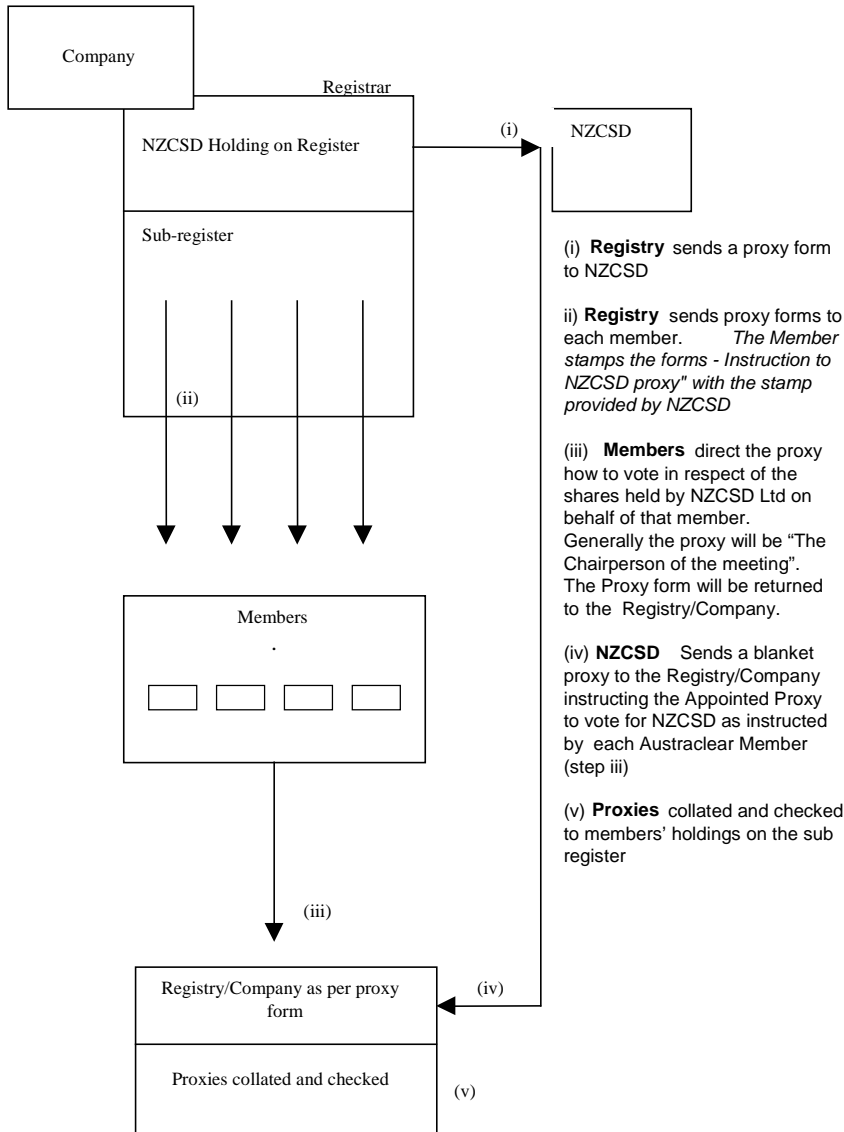 Company
Registrar
NZCSD Holding on Register
(i)
NZCSD
Sub-register
(ii)
(i) Registry sends a proxy form
to NZCSD
ii) Registry sends proxy forms to
each member. The Member
stamps the forms - Instruction to
NZCSD proxy" with the stamp
provided by NZCSD
(iii) Members direct the proxy
how to vote in respect of the
shares held by NZCSD Ltd on
behalf of that member.
Generally the proxy will be “The
Chairperson of the meeting”.
The Proxy form will be returned
to the Registry/Company.
(iv) NZCSD Sends a blanket
proxy to the Registry/Company
instructing the Appointed Proxy
to vote for NZCSD as instructed
by each Austraclear Member
(step iii)
(v) Proxies collated and checked
to members’ holdings on the sub
register
Members
.
(iii)
Registry/Company as per proxy
form
(iv)
Proxies collated and checked
(v)